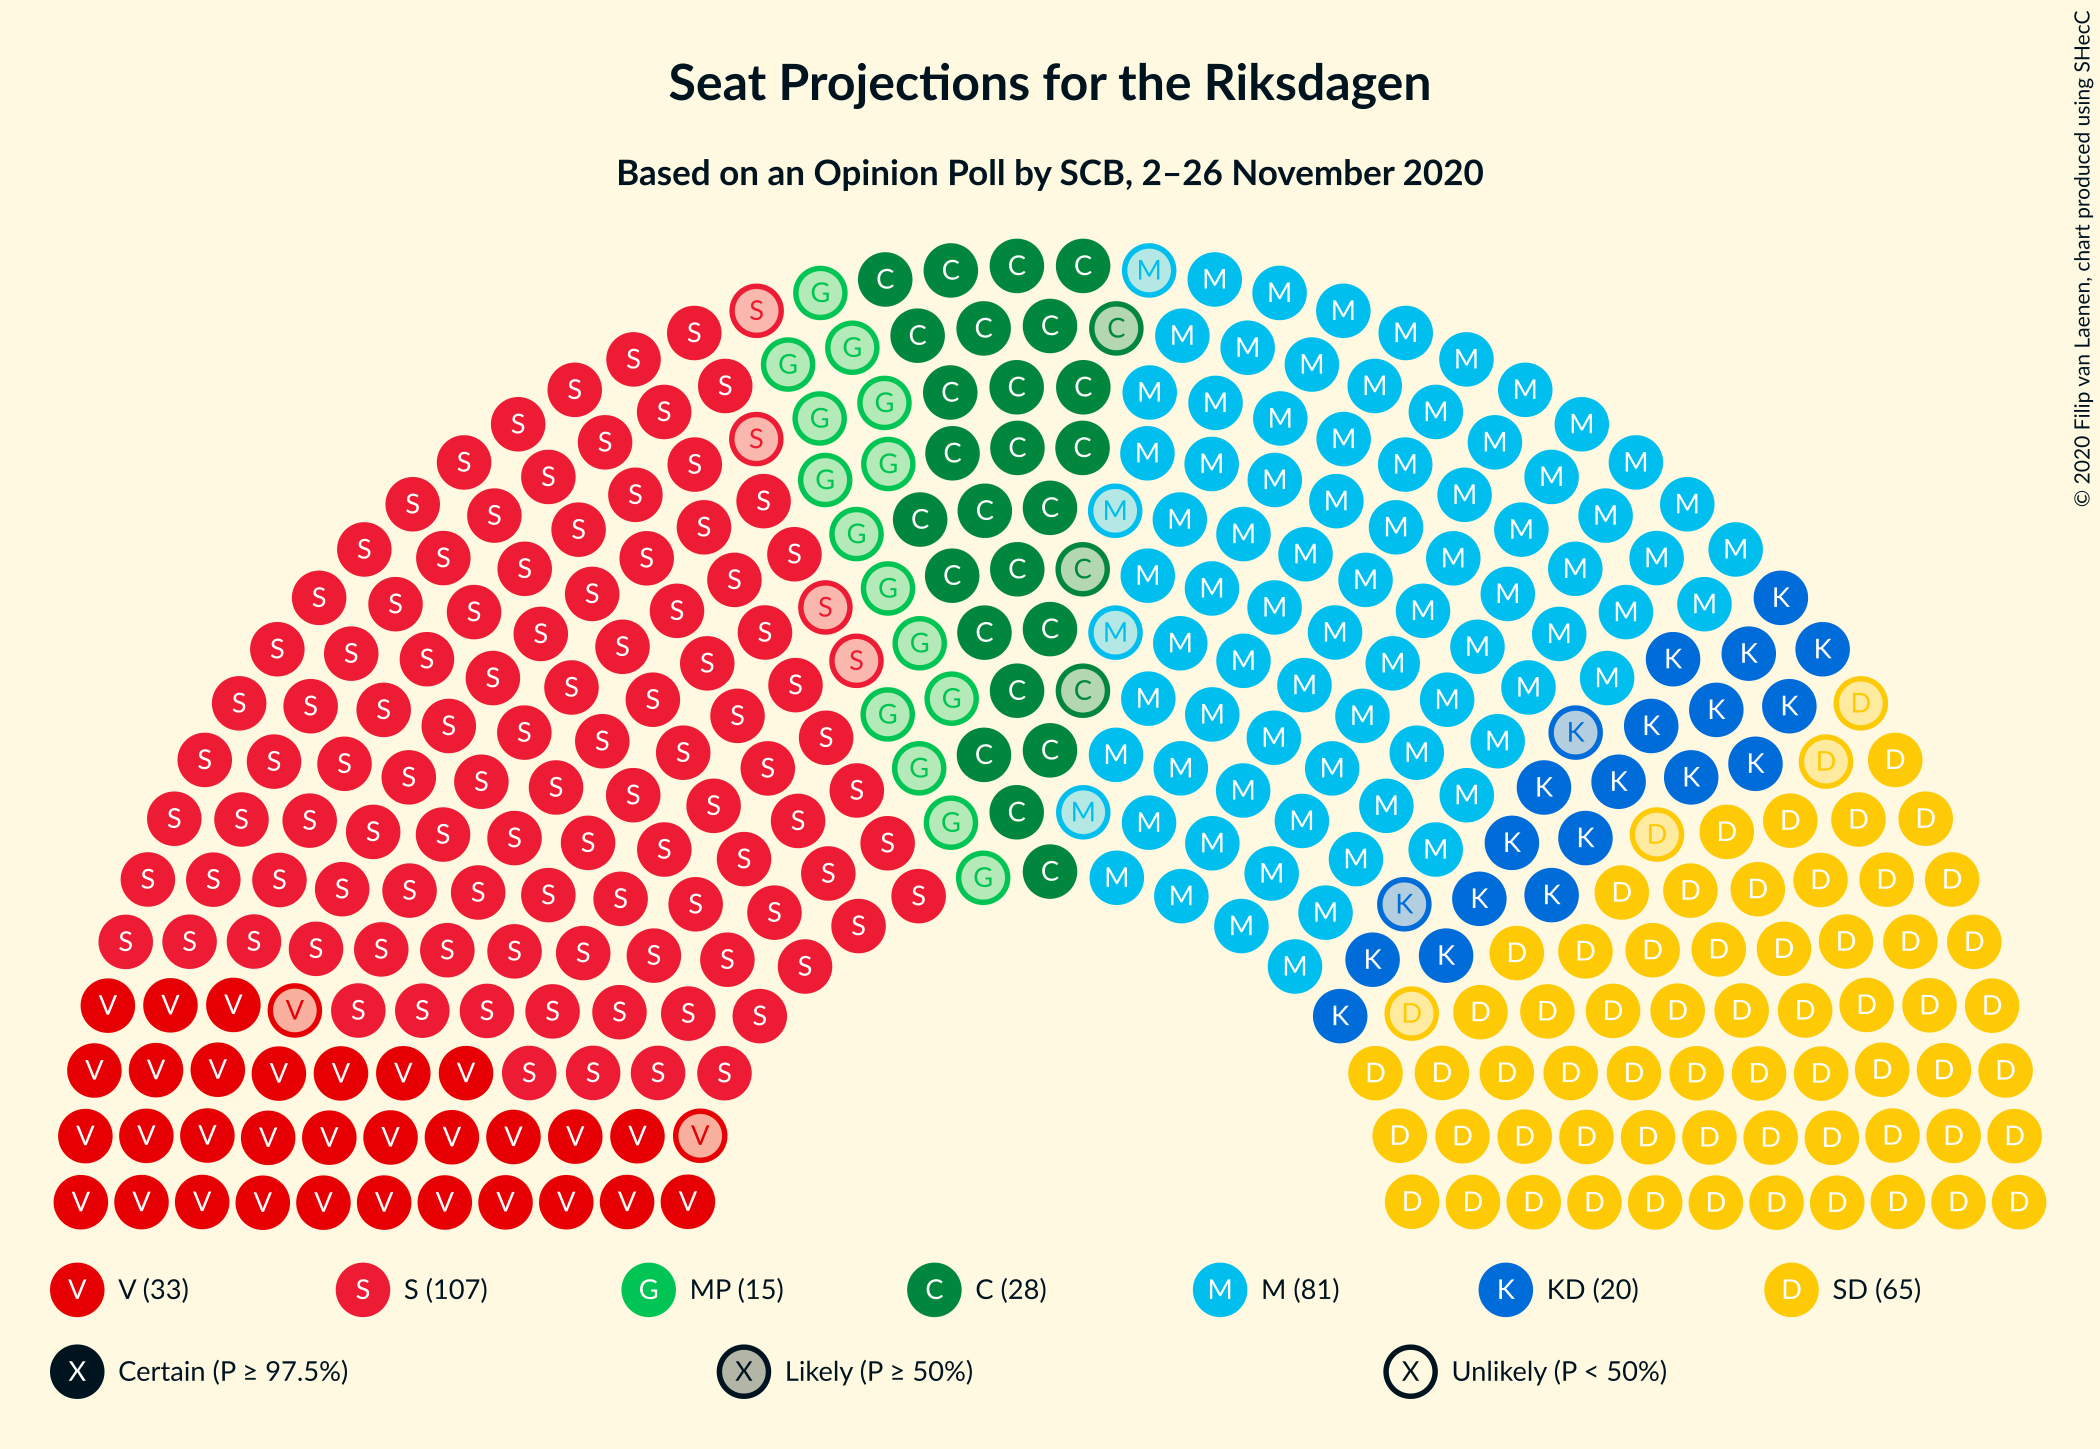 Seat Projections for the Riksdagen
Based on an Opinion Poll by SCB, 2–26 November 2020
© 2020 Filip van Laenen, chart produced using SHecC
V V (33) S S (107) G MP (15) C C (28) M M (81) K KD (20) D SD (65)
X Certain (P ≥ 97.5%) X Likely (P ≥ 50%) X Unlikely (P < 50%)